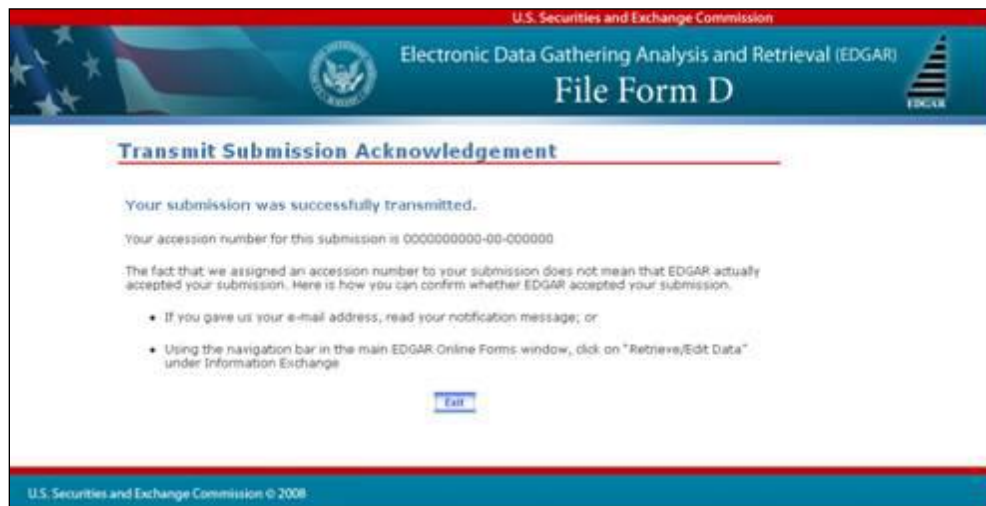 U.S. Securities and Exchange Commission
Electronic Data Gathering Analysis and Retrieval (EDGAR)
File Form D
EDGAR
Transmit Submission Acknowledgement
Your submission was successfully transmitted.
Your accession number for this submission is 0000000000-00-000000
The fact that we assigned an accession number to your submission does not mean that EDGAR actually
accepted your submission. Here is how you can confirm whether EDGAR accepted your submission.
• If you gave us your e-mail address, read your notification message; or
• Using the navigation bar in the main EDGAR Online Forms window, click on "Retrieve/Edit Data"
under Information Exchange
Exit
U.S. Securities and Exchange Commission © 2008